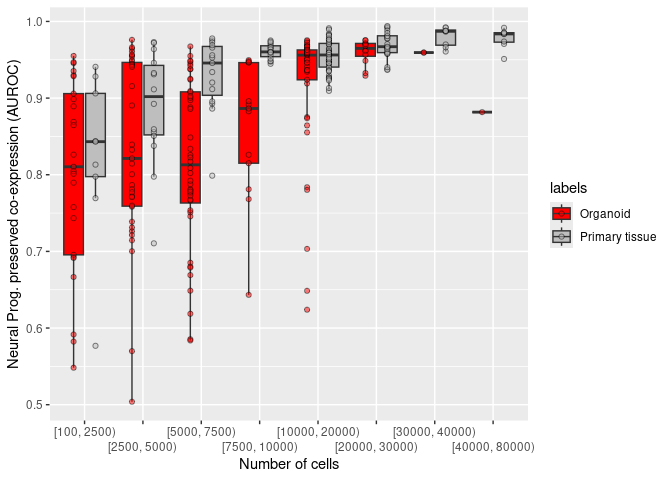 Neural Prog. preserved co-expression (AUROC)
1.0
0.9
0.8
0.7
0.6
0.5
[100, 2500)
[2500, 5000)
[5000, 7500)
[7500, 10000)
[10000, 20000)
[20000, 30000)
[30000, 40000)
[40000, 80000)
Number of cells
labels
Organoid
Primary tissue